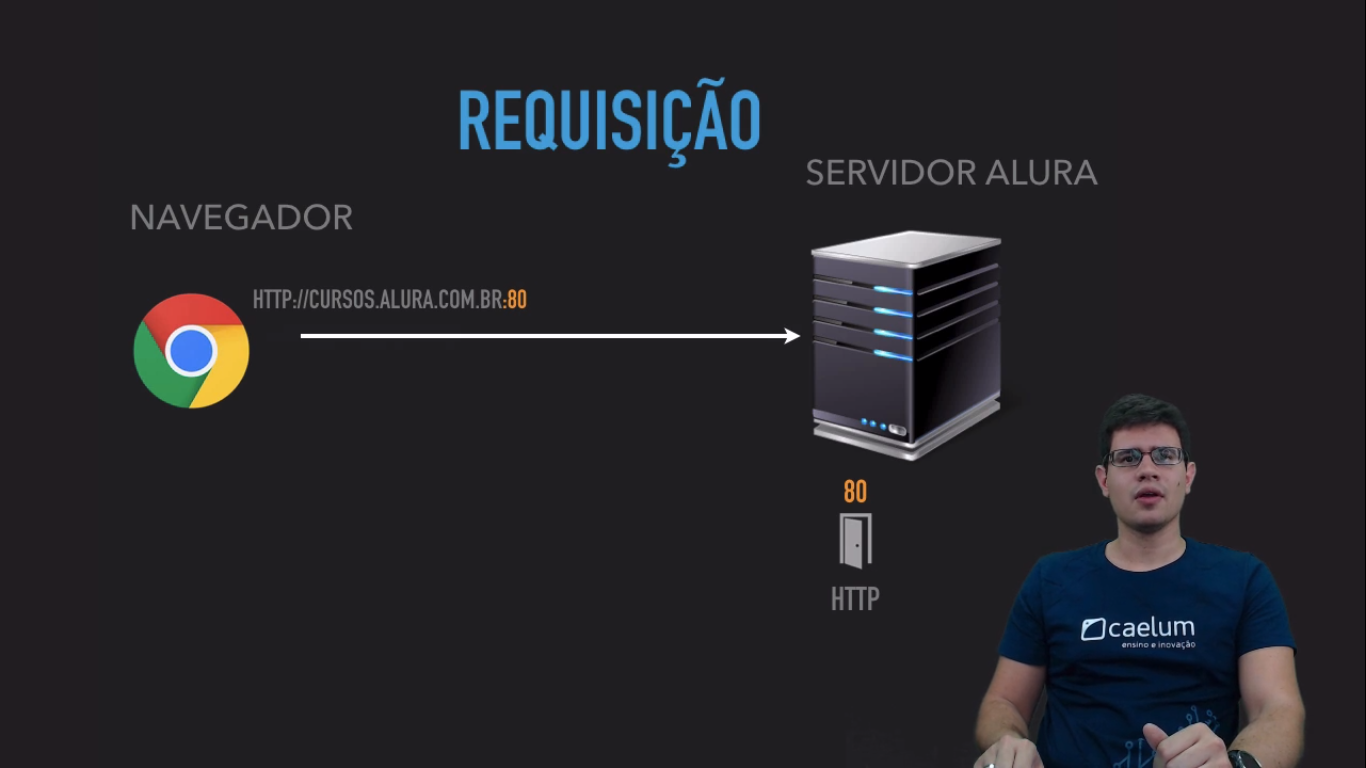 REQUISIÇÃO
SERVIDOR ALURA
NAVEGADOR
HTTP://CURSOS.ALURA.COM.BR:80
80
HTTP
caelum
ensino e inovação